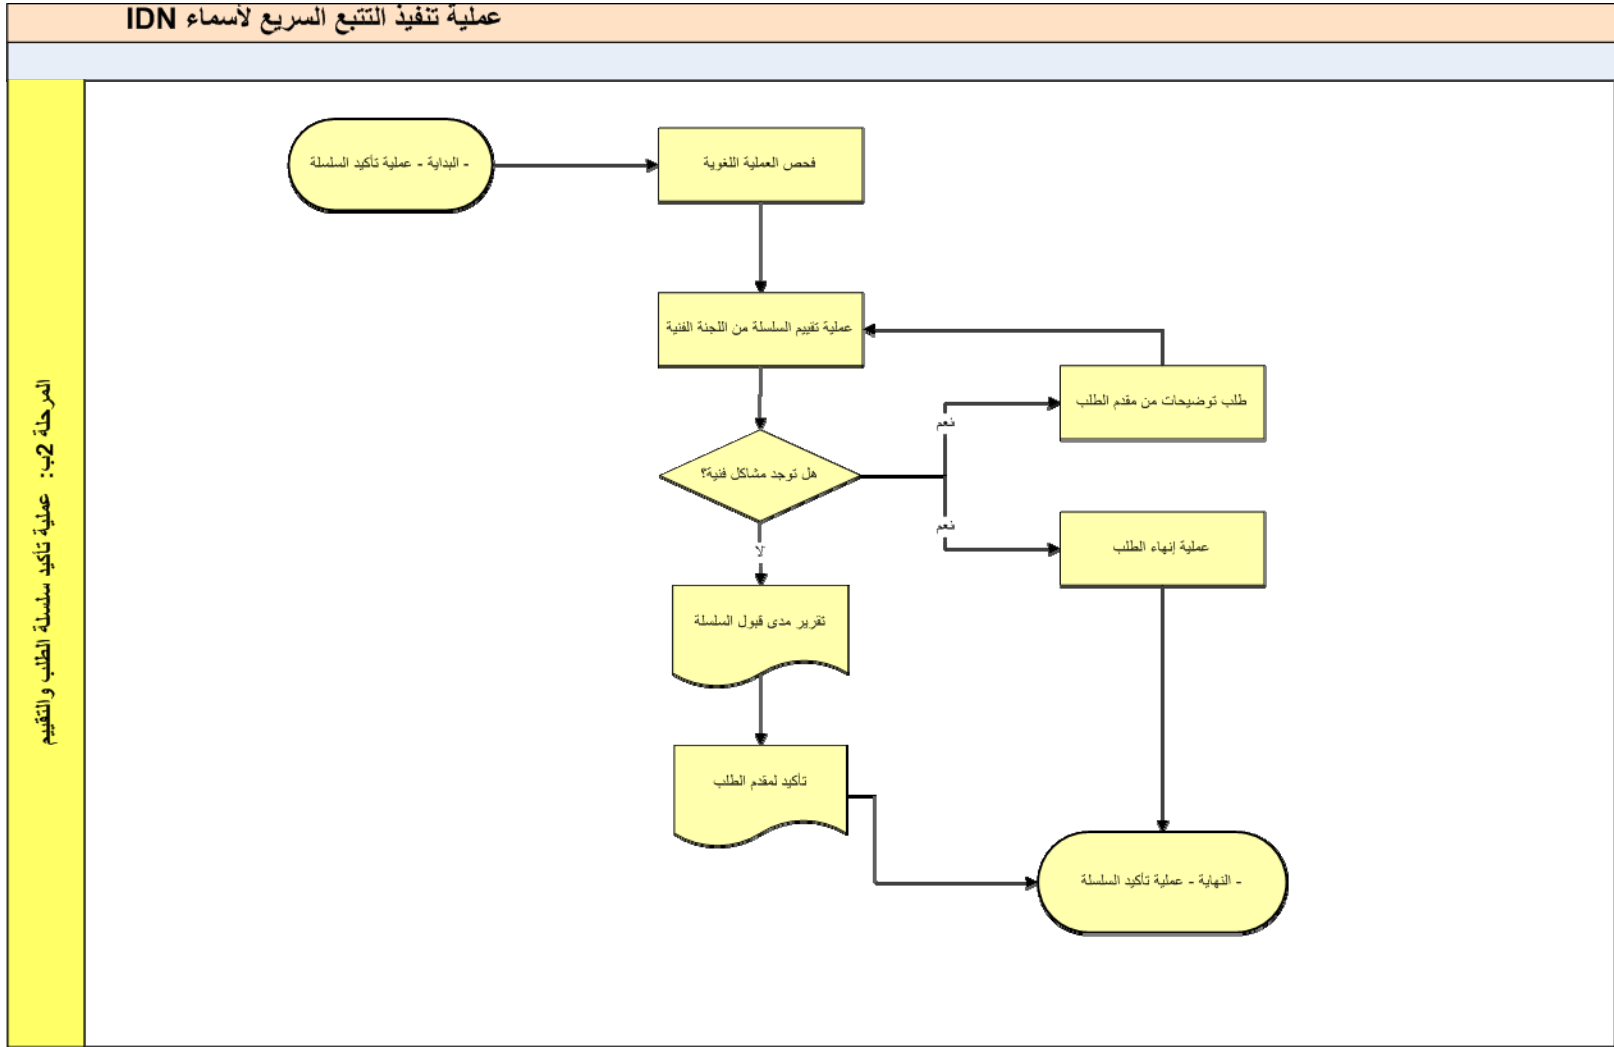 عملية تنفيذ التتبع السريع لأسماء IDN
المرحلة 2ب: عملية تأكيد سلسلة الطلب والتقييم
- البداية - عملية تأكيد السلسلة
فحص العملية اللغوية
عملية تقييم السلسلة من اللجنة الفنية
طلب توضيحات من مقدم الطلب
نعم
هل توجد مشاكل فنية؟
نعم
عملية إنهاء الطلب
لا
تقرير مدى قبول السلسلة
تأكيد لمقدم الطلب
- النهاية - عملية تأكيد السلسلة